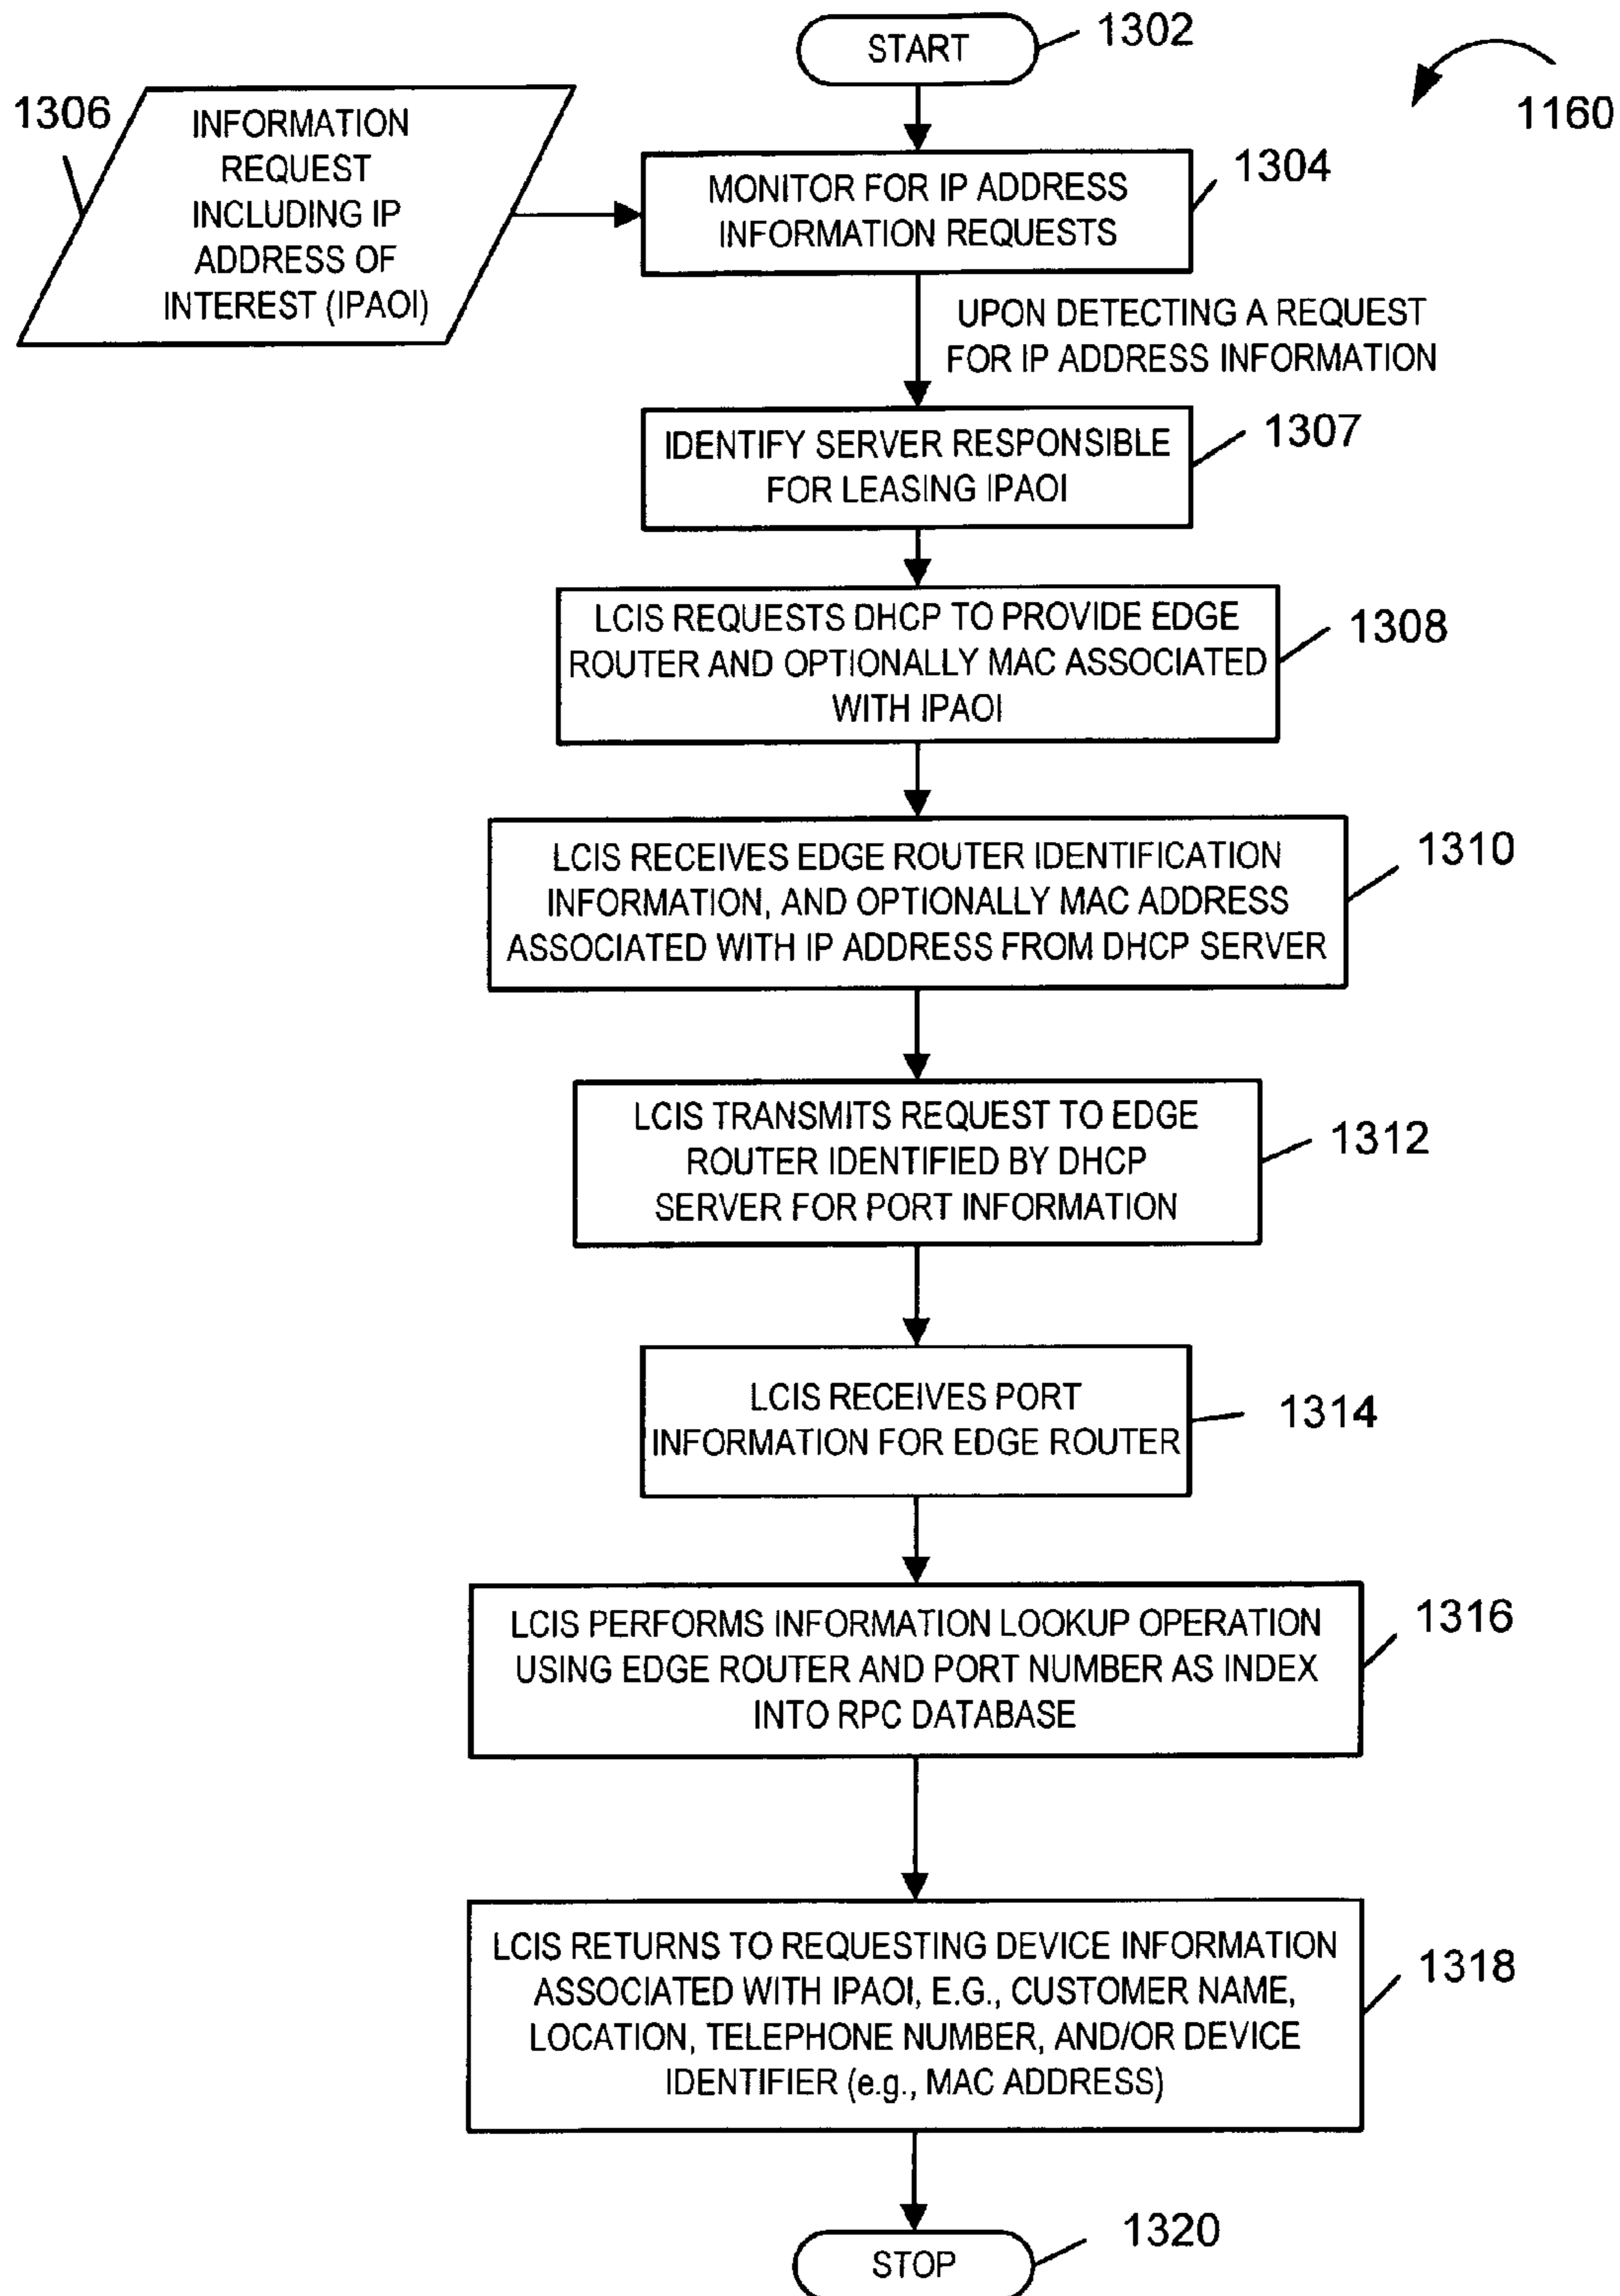 START
1302
1160
1306
INFORMATION
REQUEST
INCLUDING IP
ADDRESS OF
INTEREST (IPAOI)
MONITOR FOR IP ADDRESS
INFORMATION REQUESTS
1304
UPON DETECTING A REQUEST
FOR IP ADDRESS INFORMATION
IDENTIFY SERVER RESPONSIBLE
FOR LEASING IPAOI
1307
LCIS REQUESTS DHCP TO PROVIDE EDGE
ROUTER AND OPTIONALLY MAC ASSOCIATED
WITH IPAOI
1308
LCIS RECEIVES EDGE ROUTER IDENTIFICATION
INFORMATION, AND OPTIONALLY MAC ADDRESS
ASSOCIATED WITH IP ADDRESS FROM DHCP SERVER
1310
LCIS TRANSMITS REQUEST TO EDGE
ROUTER IDENTIFIED BY DHCP
SERVER FOR PORT INFORMATION
1312
LCIS RECEIVES PORT
INFORMATION FOR EDGE ROUTER
1314
LCIS PERFORMS INFORMATION LOOKUP OPERATION
USING EDGE ROUTER AND PORT NUMBER AS INDEX
INTO RPC DATABASE
1316
LCIS RETURNS TO REQUESTING DEVICE INFORMATION
ASSOCIATED WITH IPAOI, E.G., CUSTOMER NAME,
LOCATION, TELEPHONE NUMBER, AND/OR DEVICE
IDENTIFIER (e.g., MAC ADDRESS)
1318
STOP
1320